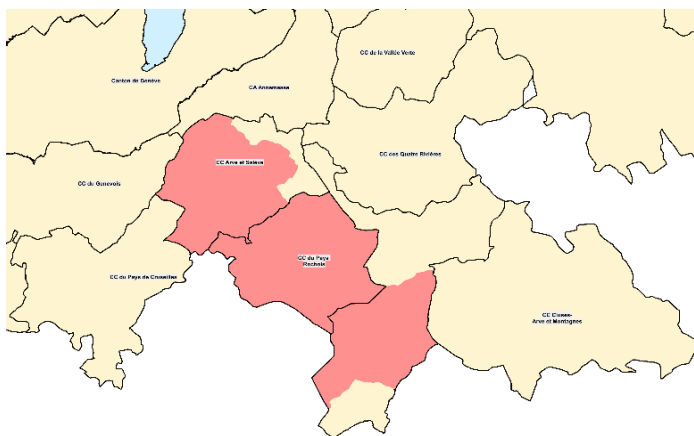 CC de la Vallée Verte
Canton de Genève
CA Annemasse
CC des Quatre Rivières
CC Arve et Salève
CC du Genevois
CC du Pays
Rochois
CC du Pays de Cruseilles
CC Cluses-
Arve et Montagnes